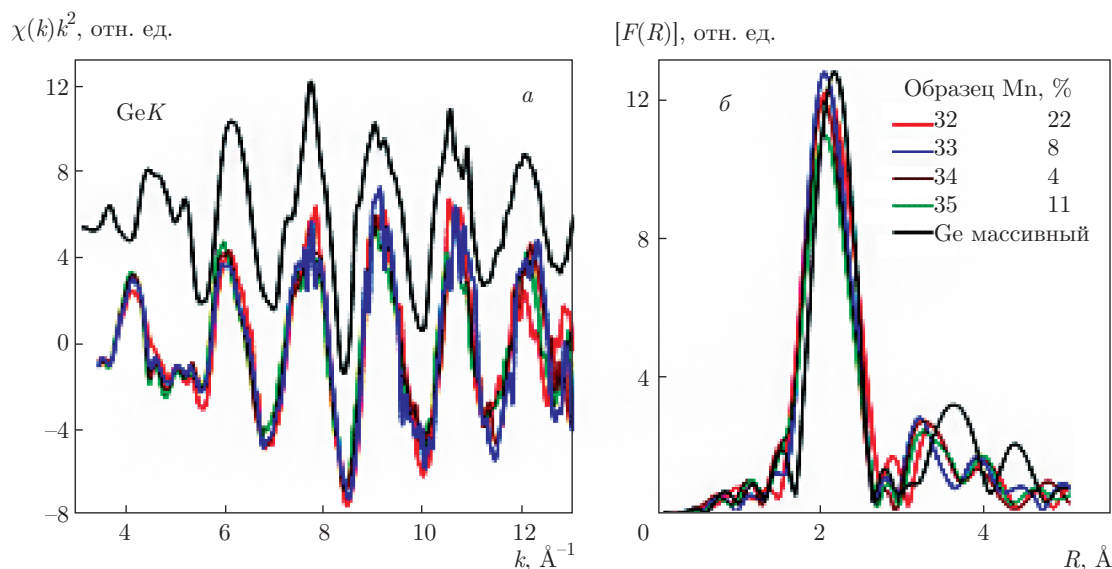 χ(k)k², отн. ед.
[F(R)], отн. ед.
GeK
а
12
8
4
0
–4
–8
4
6
8
10
12
k, Å⁻¹
б
Образец Mn, %
32 22
33 8
34 4
35 11
Ge массивный
12
8
4
0
2
4
R, Å